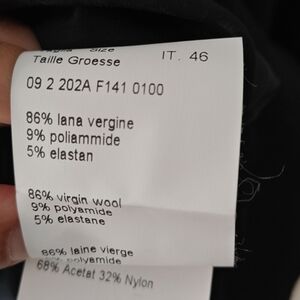 Size
Taille Groesse IT. 46
09 2 202A F141 0100
86% lana vergine
9% poliammide
5% elastan
86% virgin wool
9% polyamide
5% elastane
86% laine vierge
68% Acetat 32% Nylon